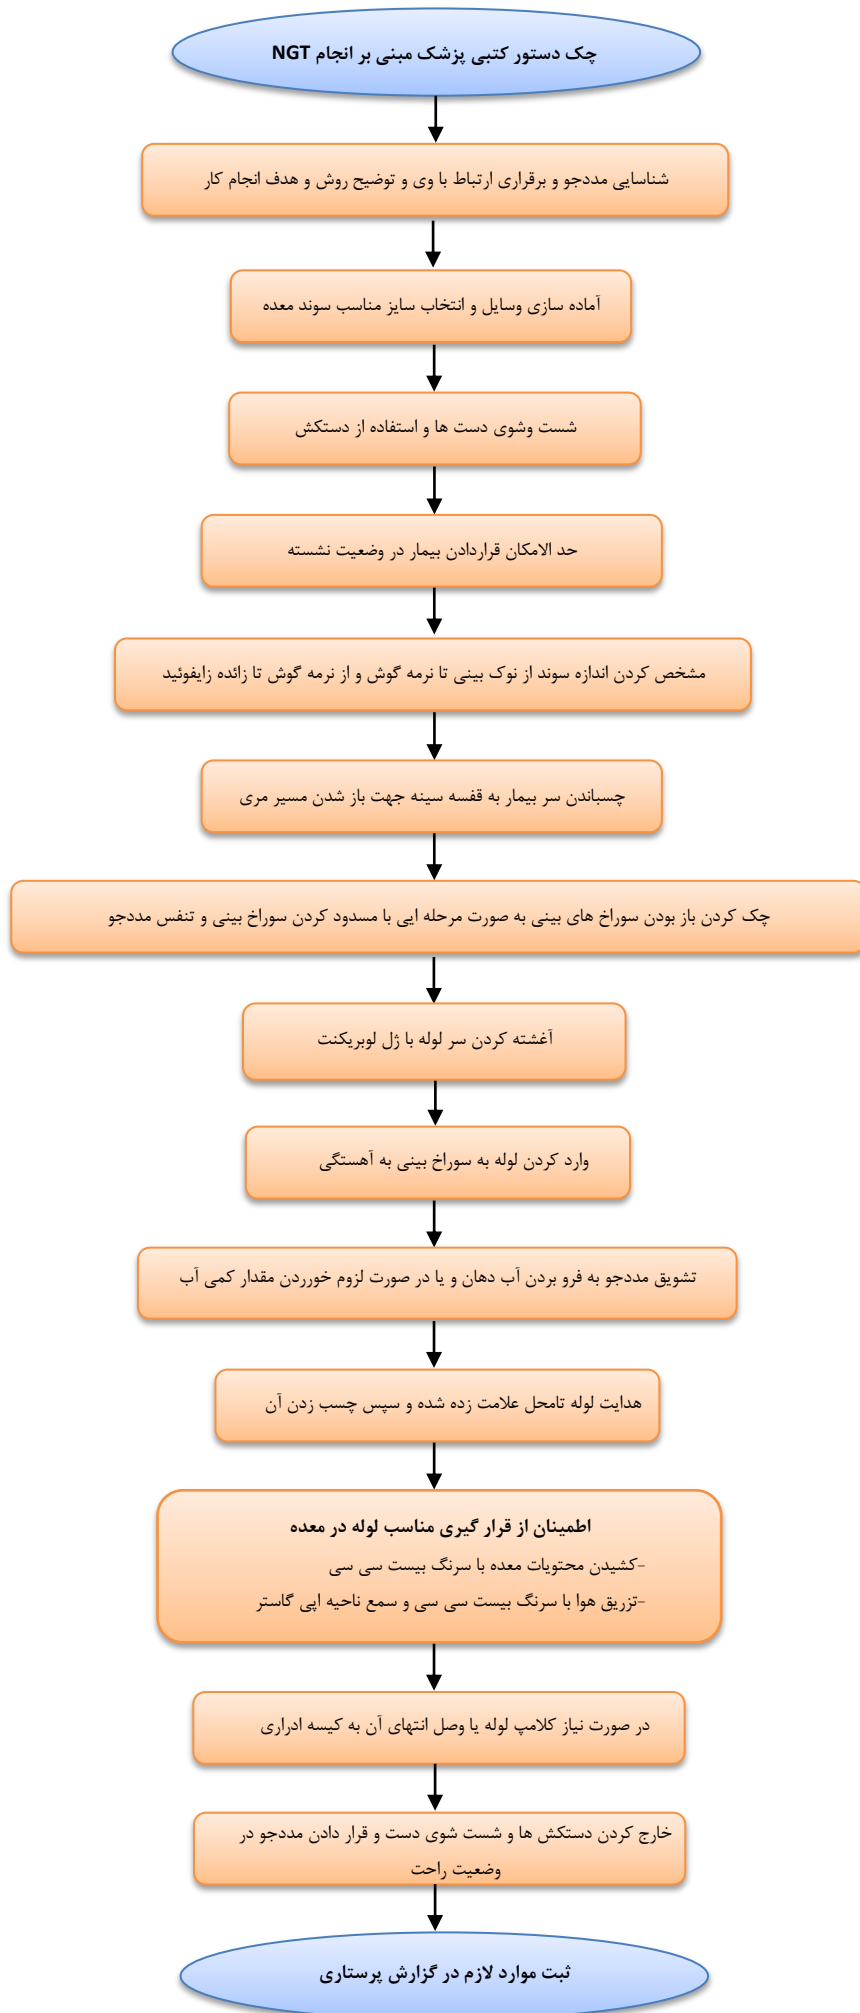 چک دستور کتبی پزشک مبنی بر انجام NGT
شناسایی مددجو و برقراری ارتباط با وی و توضیح روش و هدف انجام کار
آماده سازی وسایل و انتخاب سایز مناسب سوند معده
شست وشوی دست ها و استفاده از دستکش
حد الامکان قراردادن بیمار در وضعیت نشسته
مشخص کردن اندازه سوند از نوک بینی تا نرمه گوش و از نرمه گوش تا زائده زایفوئید
چسباندن سر بیمار به قفسه سینه جهت باز شدن مسیر مری
چک کردن باز بودن سوراخ های بینی به صورت مرحله ایی با مسدود کردن سوراخ بینی و تنفس مددجو
آغشته کردن سر لوله با ژل لوبریکنت
وارد کردن لوله به سوراخ بینی به آهستگی
تشویق مددجو به فرو بردن آب دهان و یا در صورت لزوم خوردن مقدار کمی آب
هدایت لوله تامحل علامت زده شده و سپس چسب زدن آن
اطمینان از قرار گیری مناسب لوله در معده
-کشیدن محتویات معده با سرنگ بیست سی سی
-تزریق هوا با سرنگ بیست سی سی و سمع ناحیه اپی گاستر
در صورت نیاز کلامپ لوله یا وصل انتهای آن به کیسه ادراری
خارج کردن دستکش ها و شست شوی دست و قرار دادن مددجو در
وضعیت راحت
ثبت موارد لازم در گزارش پرستاری